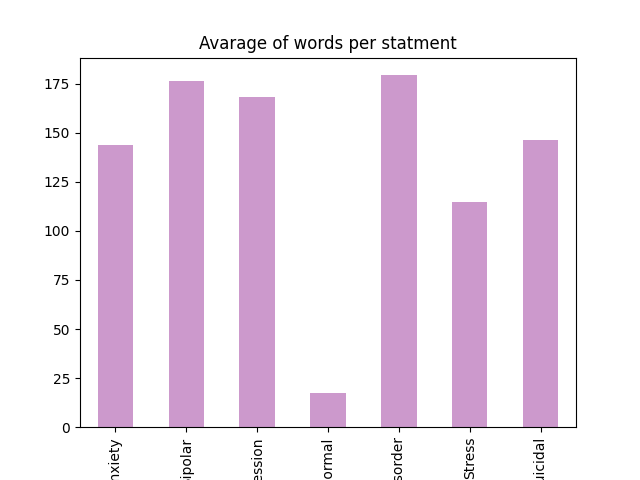 Avarage of words per statment
175
150
125
100
75
50
25
0
nxiety
ipolar
ession
ormal
sorder
Stress
uicidal